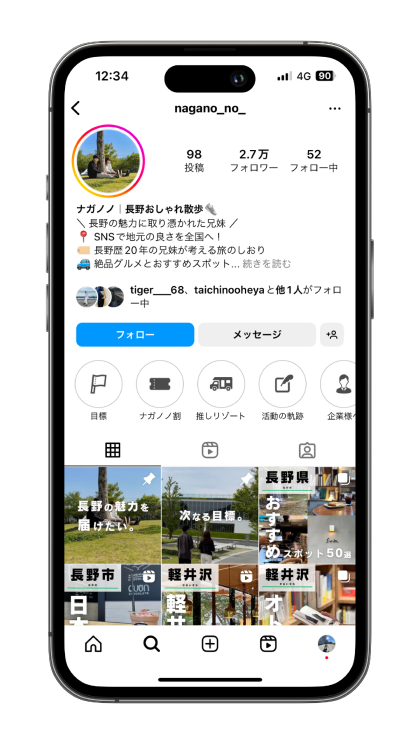 12:34
4G
90
nagano_no_
98
2.7万
52
投稿
フォロワー
フォロー中
ナガノノ｜長野おしゃれ散歩
＼ 長野の魅力に取り憑かれた兄妹 ／
SNSで地元の良さを全国へ！
長野歴20年の兄妹が考える旅のしおり
絶品グルメとおすすめスポット... 続きを読む
tiger___68、taichinooheyaと他1人がフォロ
ー中
フォロー
メッセージ
目標
ナガノノ割
推しリゾート
活動の軌跡
企業様へ
長野の魅力を
届けたい。
次なる目標。
長野県
おすすめ
スポット50選
長野市
日本
軽井沢
軽井
軽井沢
オト